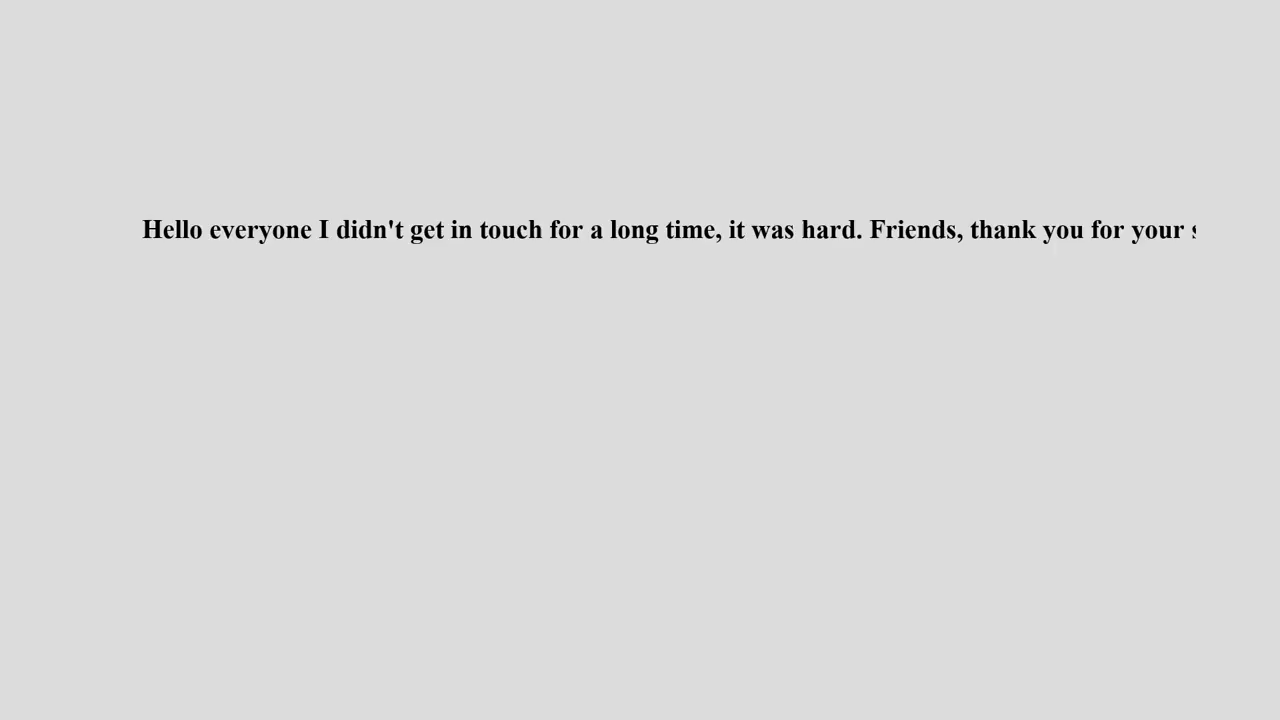 Hello everyone I didn't get in touch for a long time, it was hard. Friends, thank you for your